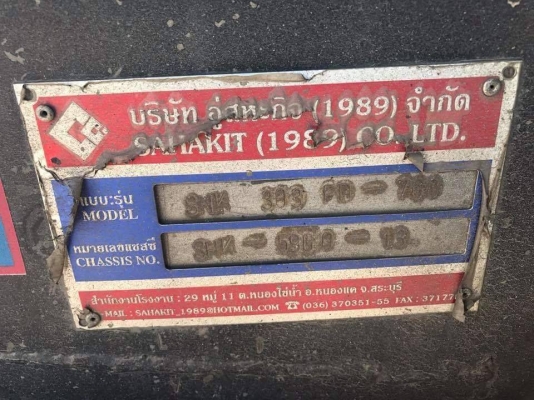 บริษัท อู่สหะกิจ (1989) จำกัด
SAHAKIT (1989) CO.,LTD.
แบบ:รุ่น
MODEL
หมายเลขแชสซี
CHASSIS NO.
สำนักงานโรงงาน : 29 หมู่ 11 ต.หนองไข่น้ำ อ.หนองแค จ.สระบุรี
MAIL : SAHAKIT_1989@HOTMAIL.COM ☎ (036) 370351-55 FAX :